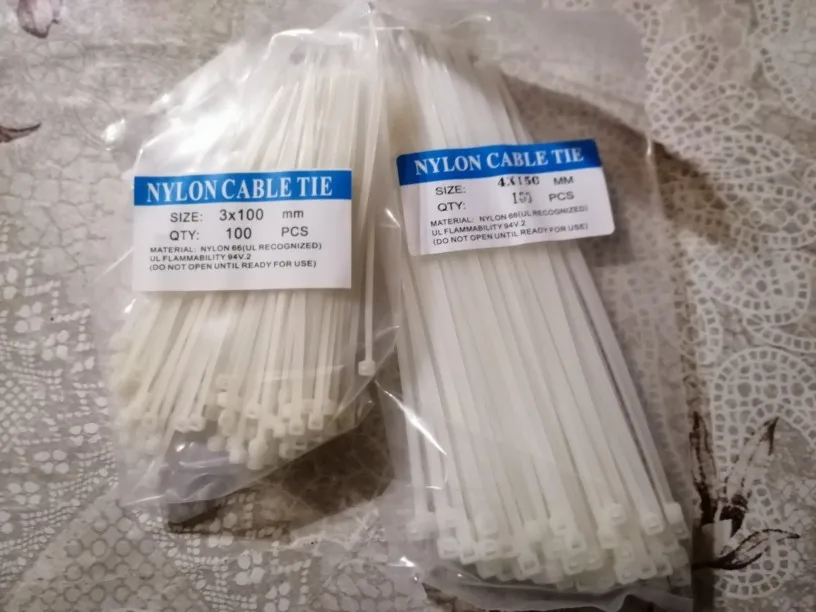 NYLON CABLE TIE
SIZE: 3x100 mm
QTY: 100 PCS
MATERIAL: NYLON 66(UL RECOGNIZED)
UL FLAMMABILITY 94V.2
(DO NOT OPEN UNTIL READY FOR USE)
NYLON CABLE TIE
SIZE: 4X150 MM
QTY: 100 PCS
MATERIAL: NYLON 66(UL RECOGNIZED)
UL FLAMMABILITY 94V.2
(DO NOT OPEN UNTIL READY FOR USE)